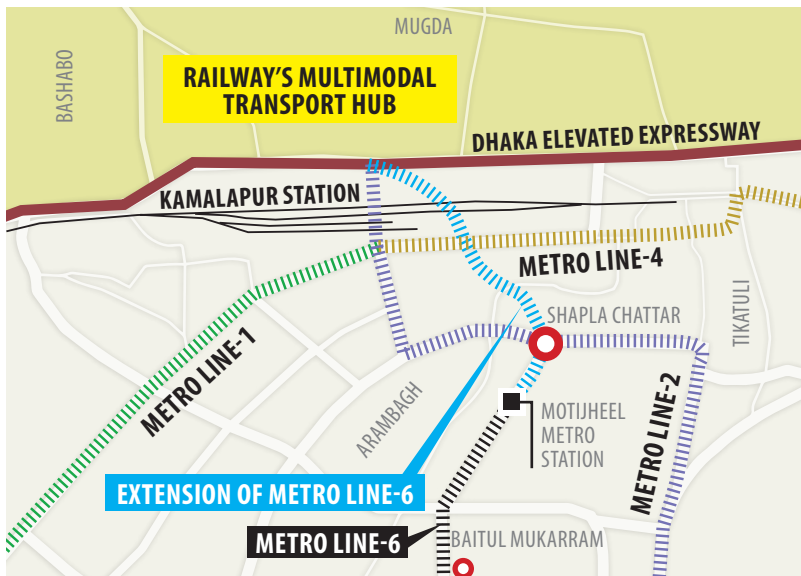 MUGDA
BASHABO
RAILWAY'S MULTIMODAL
TRANSPORT HUB
DHAKA ELEVATED EXPRESSWAY
KAMALAPUR STATION
METRO LINE-4
SHAPLA CHATTAR
TIKATULI
METRO LINE-1
ARAMBAGH
MOTIJHEEL
METRO
STATION
METRO LINE-2
EXTENSION OF METRO LINE-6
METRO LINE-6
BAITUL MUKARRAM